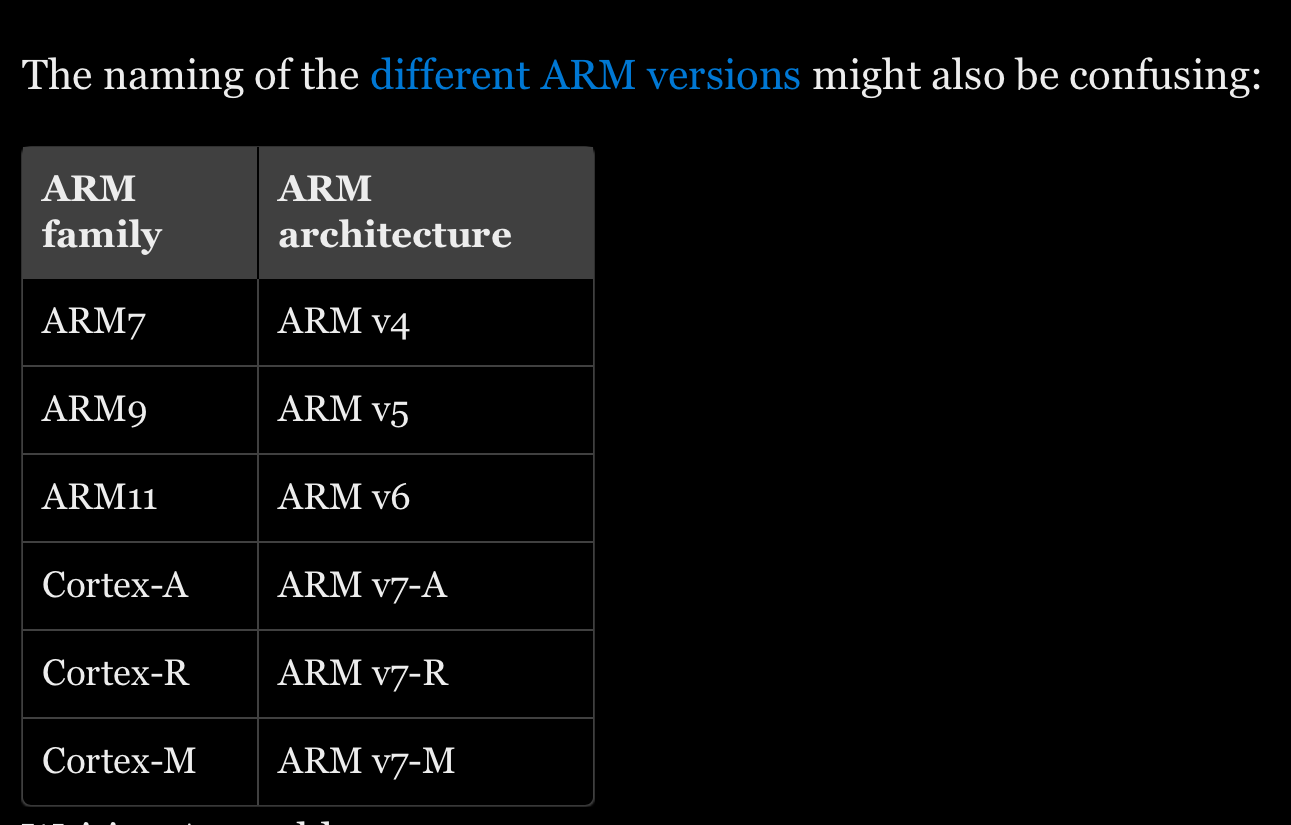 The naming of the different ARM versions might also be confusing:
ARM family	ARM architecture
ARM7	ARM v4
ARM9	ARM v5
ARM11	ARM v6
Cortex-A	ARM v7-A
Cortex-R	ARM v7-R
Cortex-M	ARM v7-M